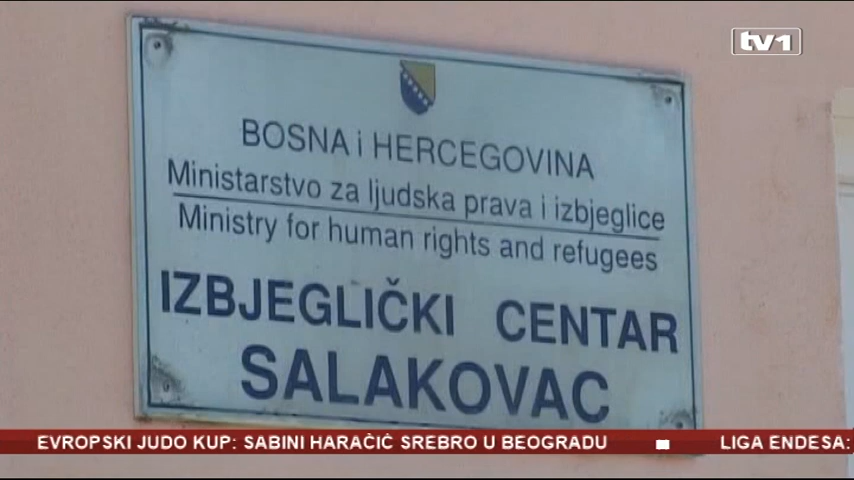 tv1
BOSNA i HERCEGOVINA
Ministarstvo za ljudska prava i izbjeglice
Ministry for human rights and refugees
IZBJEGLIČKI CENTAR
SALAKOVAC
EVROPSKI JUDO KUP: SABINI HARAČIĆ SREBRO U BEOGRADU LIGA ENDESA: